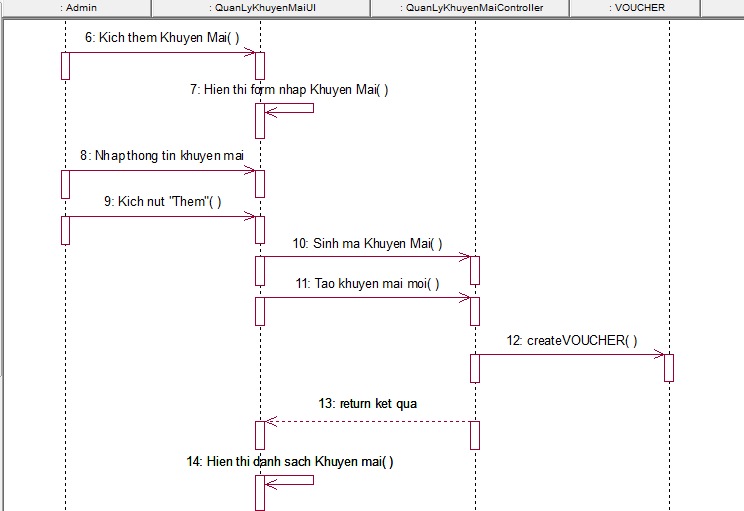 : Admin
: QuanLyKhuyenMaiUI
: QuanLyKhuyenMaiController
: VOUCHER
6: Kich them Khuyen Mai( )
7: Hien thi form nhap Khuyen Mai( )
8: Nhap thong tin khuyen mai
9: Kich nut "Them"( )
10: Sinh ma Khuyen Mai( )
11: Tao khuyen mai moi( )
12: createVOUCHER( )
13: return ket qua
14: Hien thi danh sach Khuyen mai( )